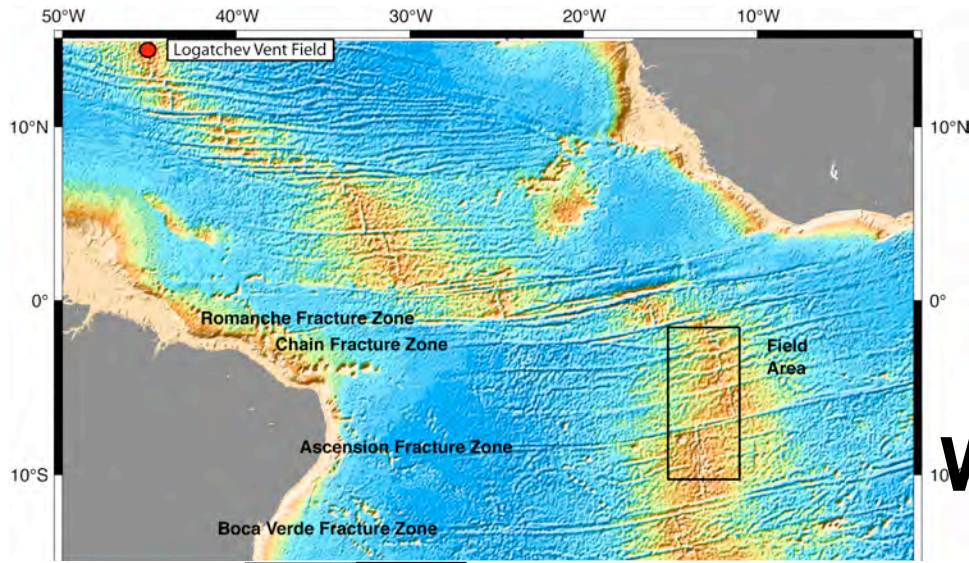 50°W 40°W 30°W 20°W 10°W
Logatchev Vent Field
10°N 10°N
0° 0°
Romanche Fracture Zone
Chain Fracture Zone
Field
Area
Ascension Fracture Zone
10°S
Boca Verde Fracture Zone